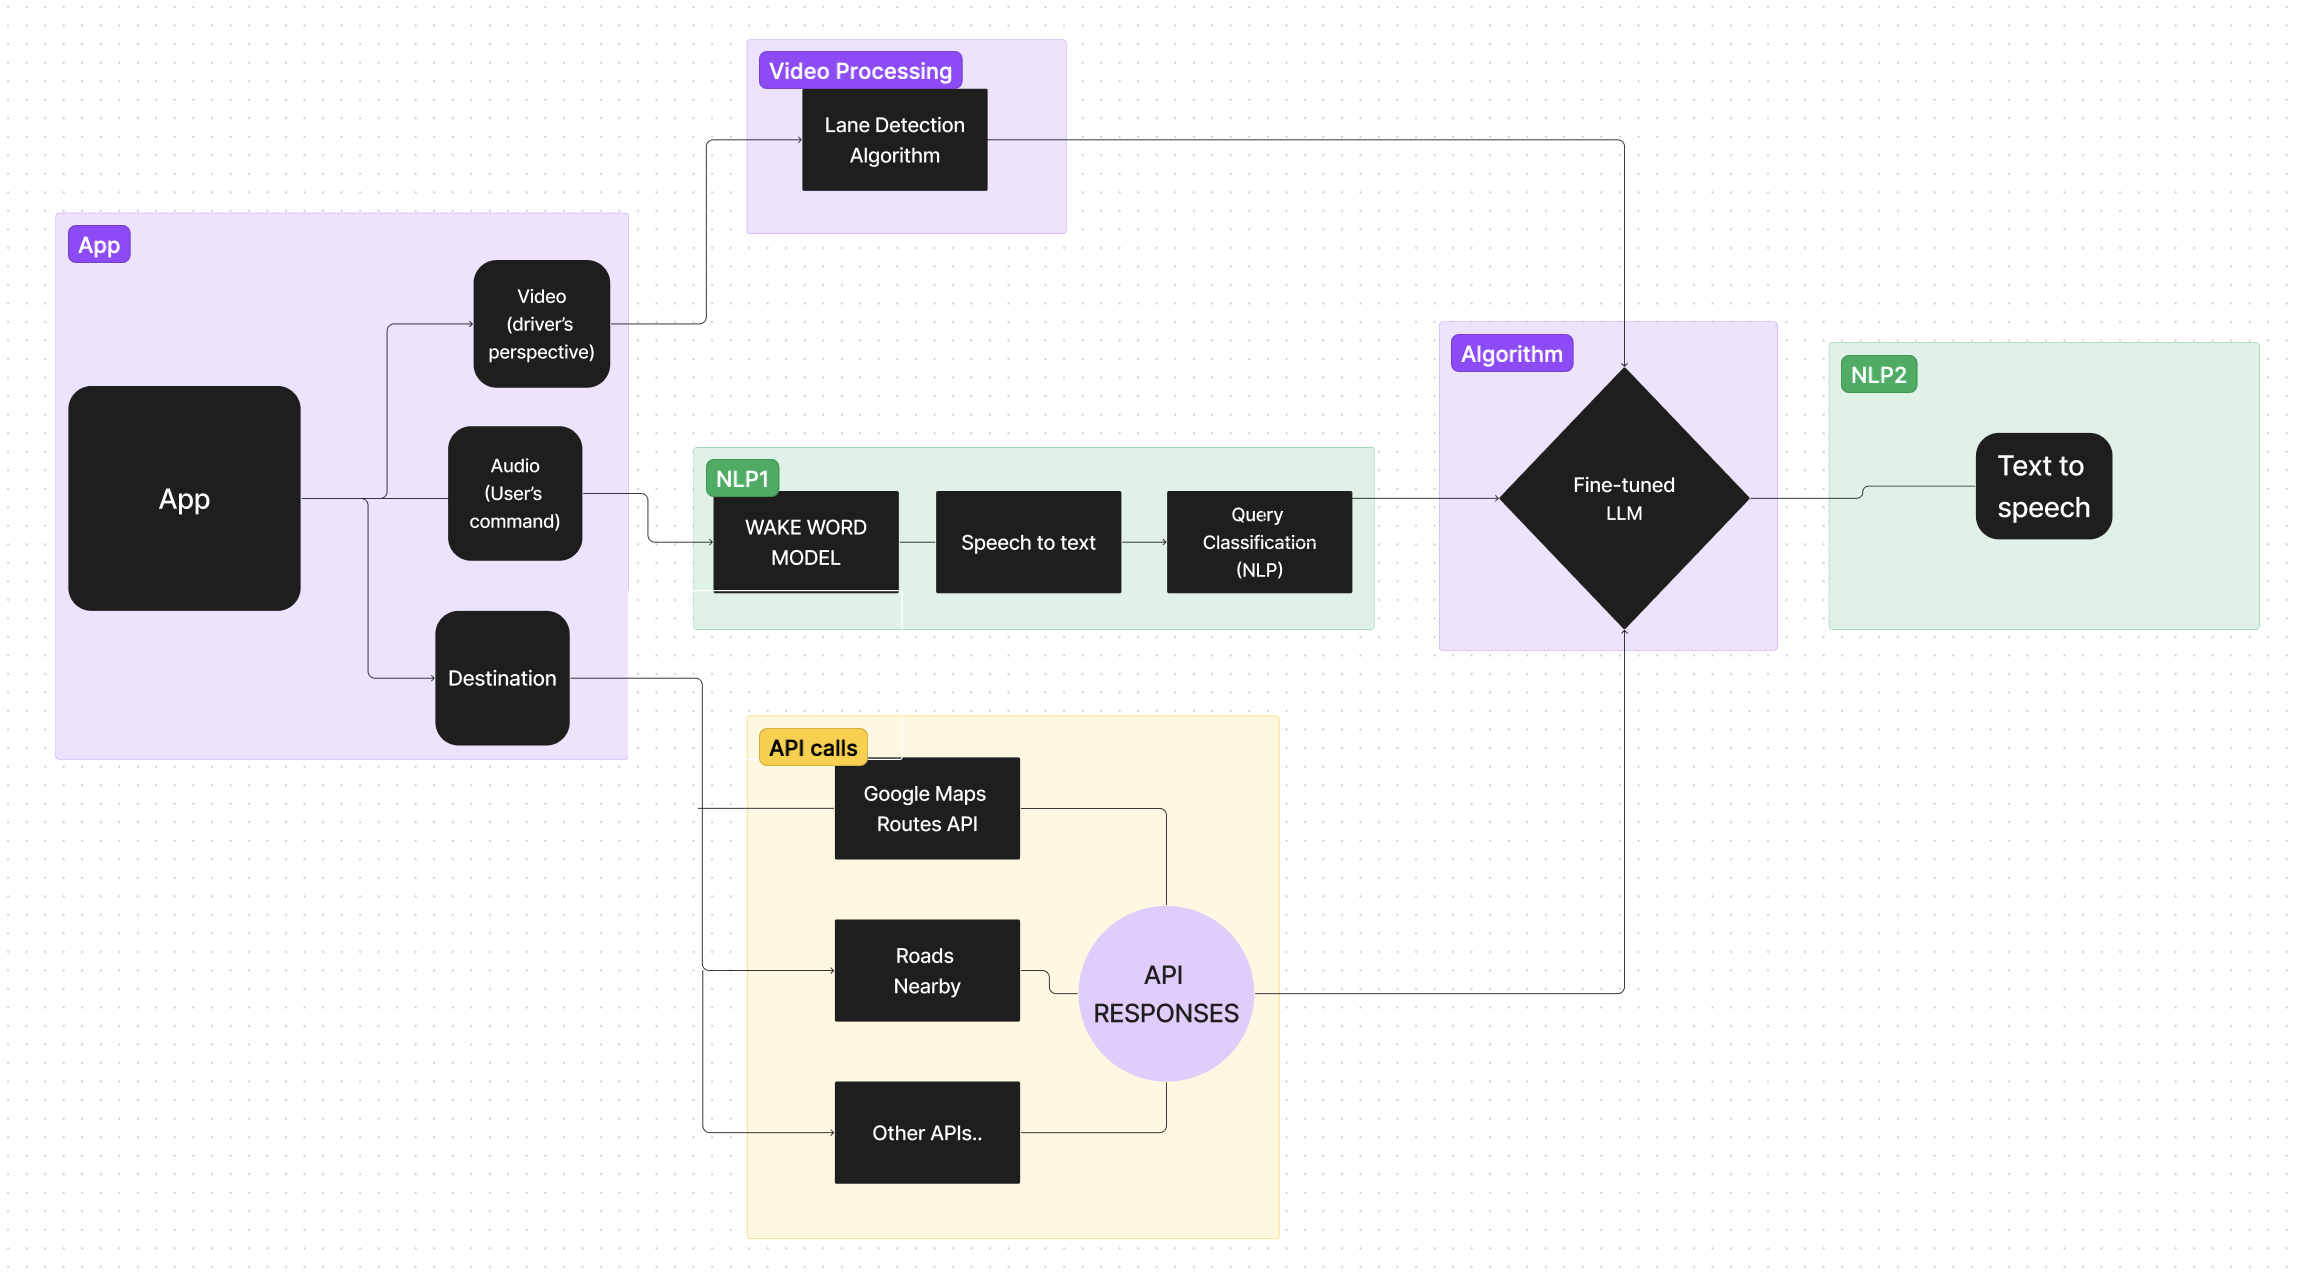 Video Processing
Lane Detection
Algorithm
App
Video
(driver’s
perspective)
App
Audio
(User’s
command)
Destination
NLP1
WAKE WORD
MODEL
Speech to text
Query
Classification
(NLP)
Algorithm
Fine-tuned
LLM
NLP2
Text to
speech
API calls
Google Maps
Routes API
Roads
Nearby
Other APIs..
API
RESPONSES